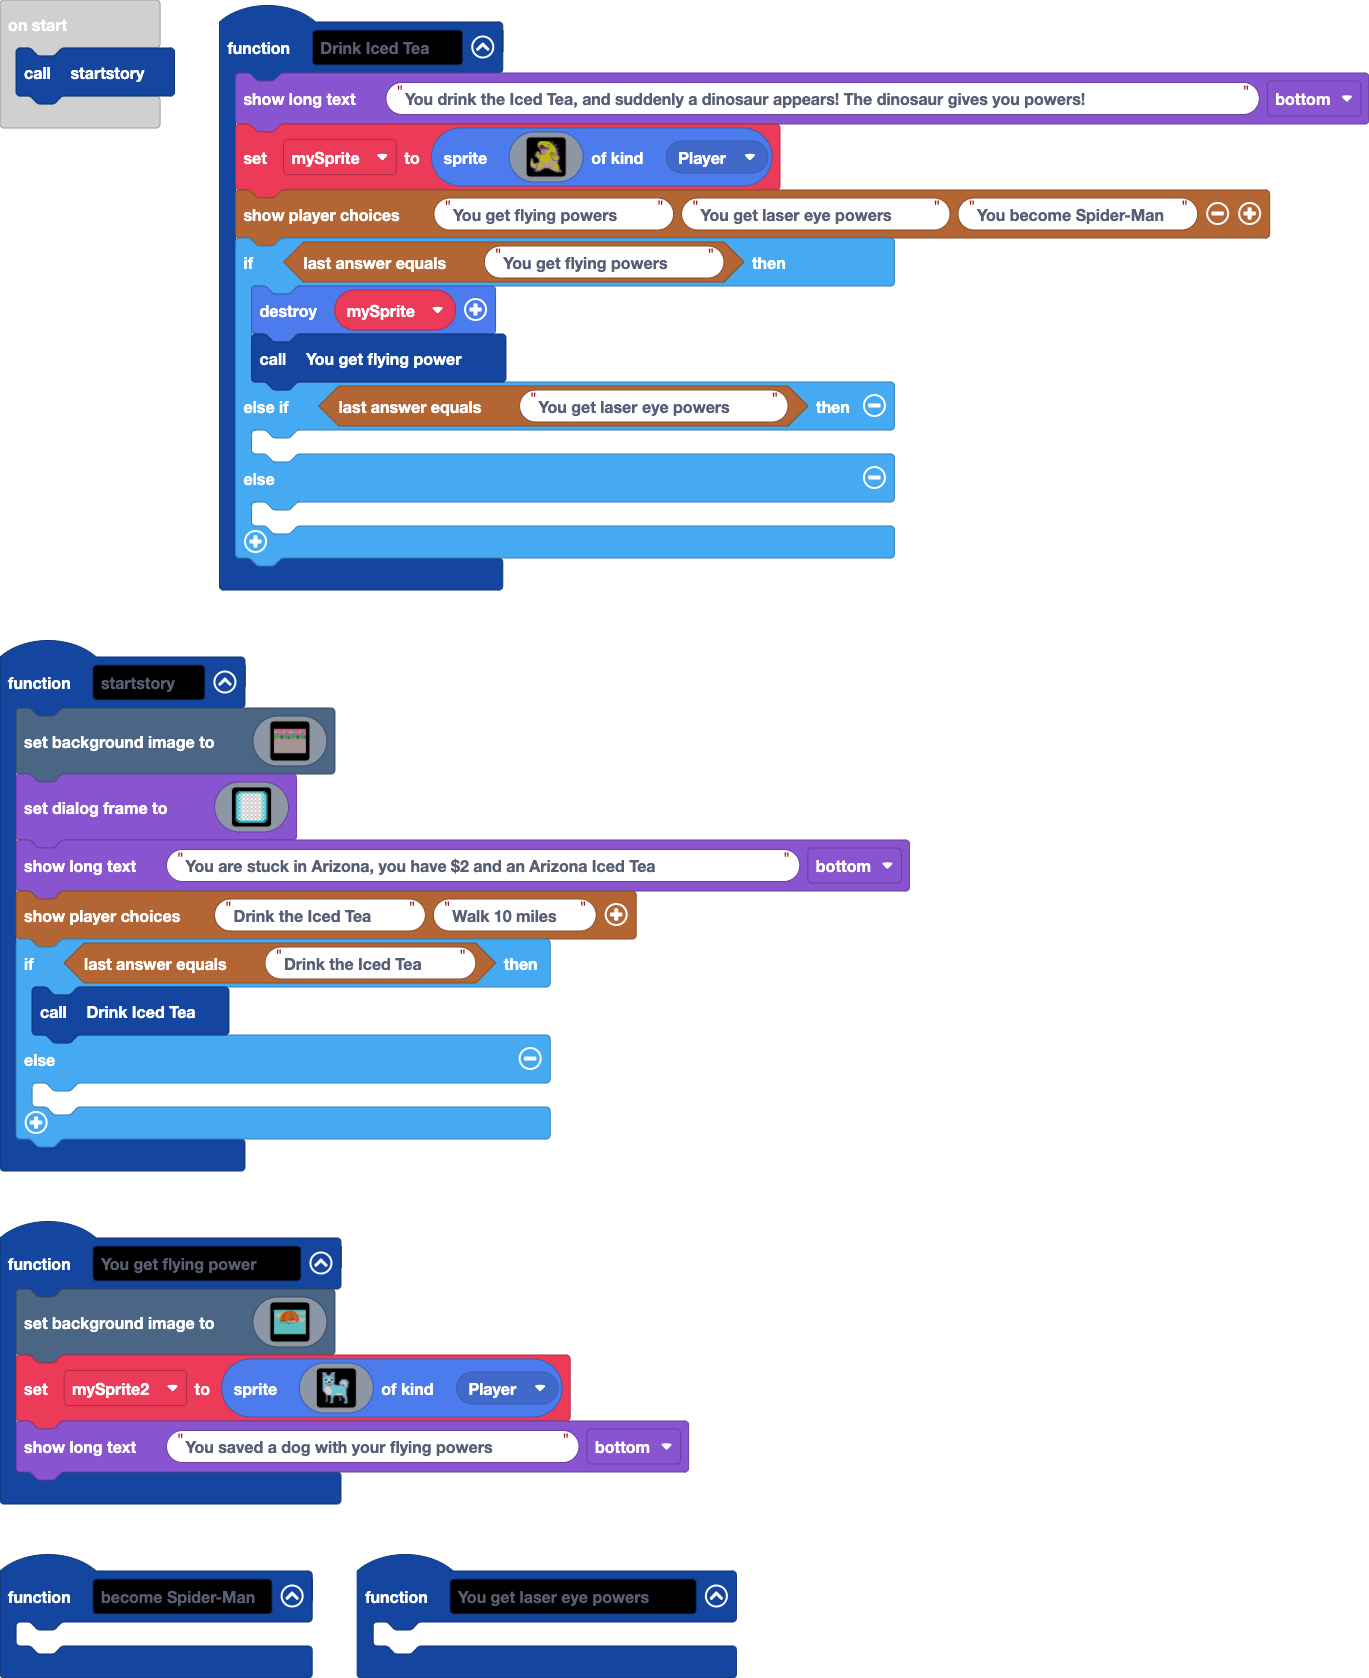 on start
call startstory
function Drink Iced Tea
show long text "You drink the Iced Tea, and suddenly a dinosaur appears! The dinosaur gives you powers!" bottom
set mySprite to sprite of kind Player
show player choices "You get flying powers" "You get laser eye powers" "You become Spider-Man"
if last answer equals "You get flying powers" then
destroy mySprite
call You get flying power
else if last answer equals "You get laser eye powers" then
else
function startstory
set background image to
set dialog frame to
show long text "You are stuck in Arizona, you have $2 and an Arizona Iced Tea" bottom
show player choices "Drink the Iced Tea" "Walk 10 miles"
if last answer equals "Drink the Iced Tea" then
call Drink Iced Tea
else
function You get flying power
set background image to
set mySprite2 to sprite of kind Player
show long text "You saved a dog with your flying powers" bottom
function become Spider-Man
function You get laser eye powers